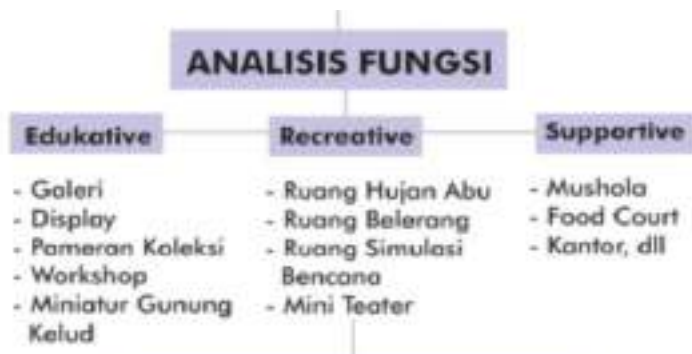 ANALISIS FUNGSI
Edukative
- Galeri
- Display
- Pameran Koleksi
- Workshop
- Miniatur Gunung
Kelud
Recreative
- Ruang Hujan Abu
- Ruang Belerang
- Ruang Simulasi
Bencana
- Mini Teater
Supportive
- Mushola
- Food Court
- Kantor, dll